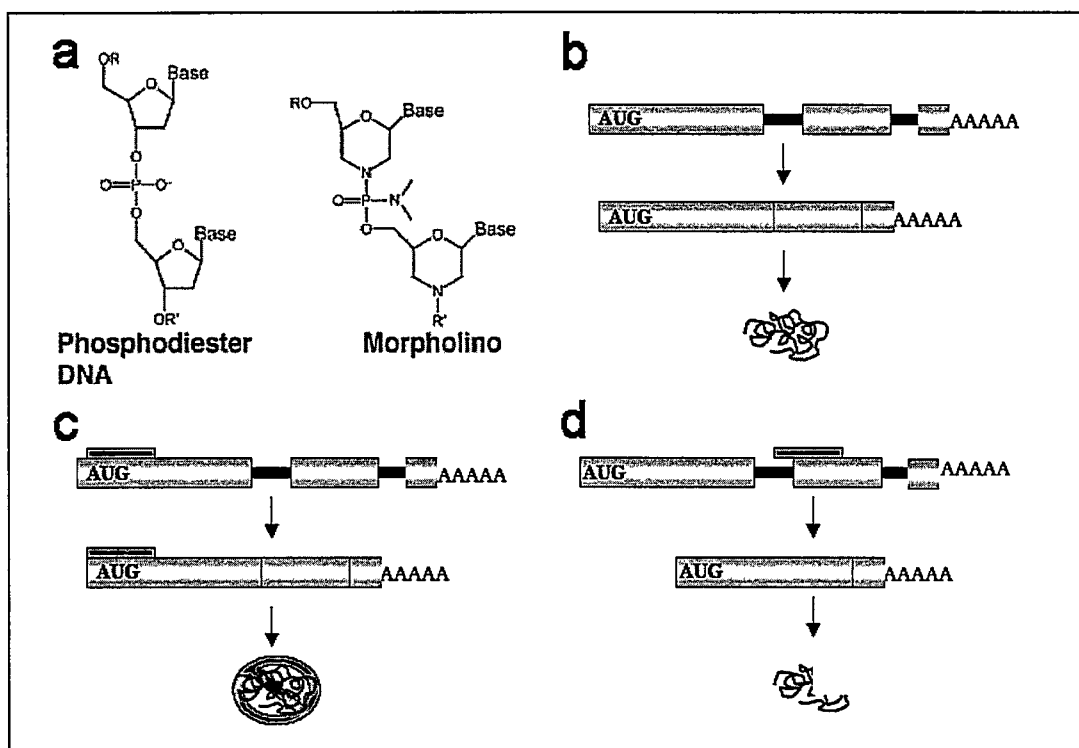 a
OR
Base
O
O
O=P-O-
O
Base
O
OR'
Phosphodiester
DNA
RO
O
Base
N
O=P-N
O
O
Base
N
R'
Morpholino
b
AUG
AAAAA
AUG
AAAAA
c
AUG
AAAAA
AUG
AAAAA
d
AUG
AAAAA
AUG
AAAAA